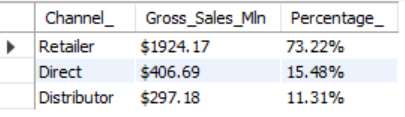 Channel_ Gross_Sales_Mln Percentage_
Retailer $1924.17 73.22%
Direct $406.69 15.48%
Distributor $297.18 11.31%